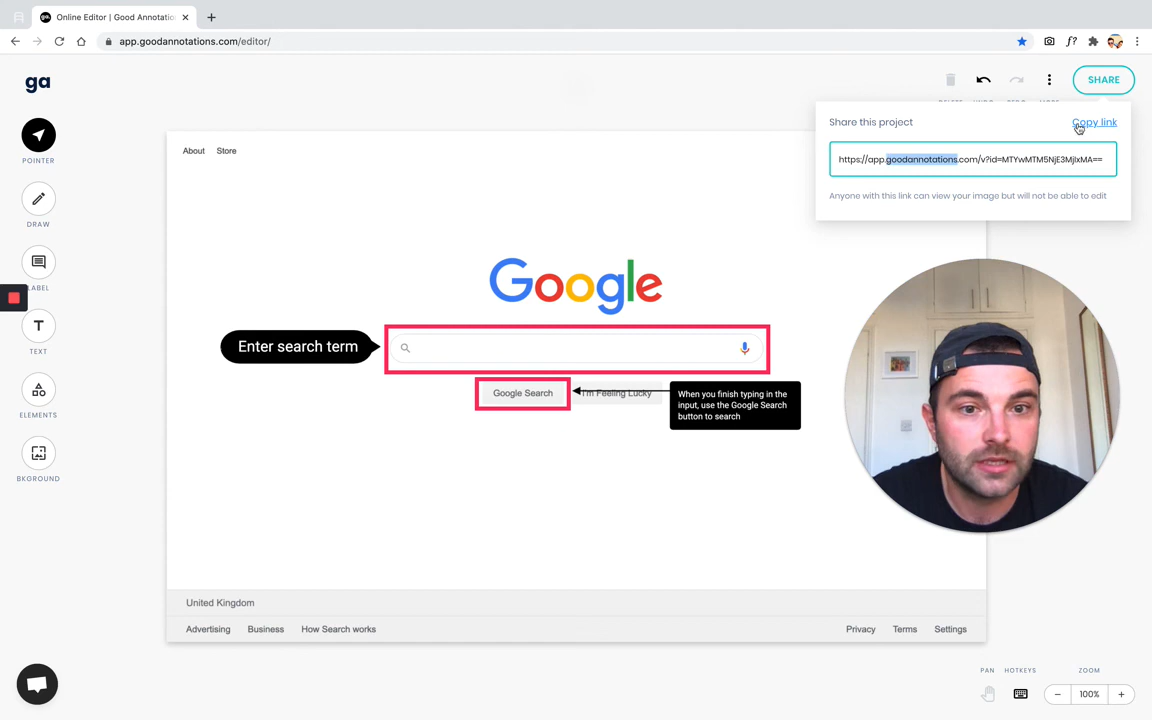 ga.
Online Editor | Good Annotatio
app.goodannotations.com/editor/
f?
ga
SHARE
Share this project
Copy link
https://app.goodannotations.com/v?id=MTYwMTM5NjE3MjIxMA==
Anyone with this link can view your image but will not be able to edit
POINTER
DRAW
LABEL
T
TEXT
ELEMENTS
BKGROUND
About
Store
Google
Enter search term
Google Search
I'm Feeling Lucky
When you finish typing in the
input, use the Google Search
button to search
United Kingdom
Advertising
Business
How Search works
Privacy
Terms
Settings
PAN
HOTKEYS
ZOOM
− 100% +